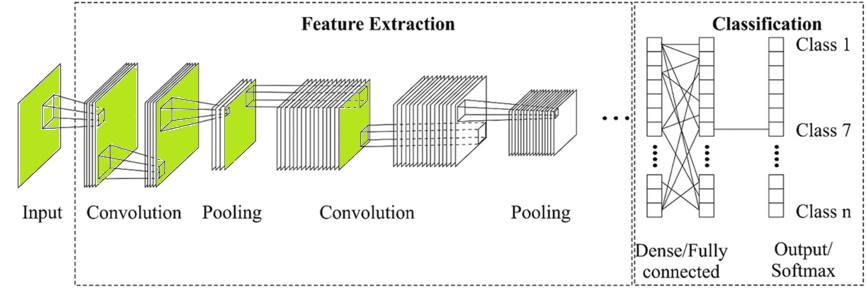 Feature Extraction
Classification
Class 1
Class 7
Class n
Input
Convolution
Pooling
Convolution
Pooling
Dense/Fully
connected
Output/
Softmax